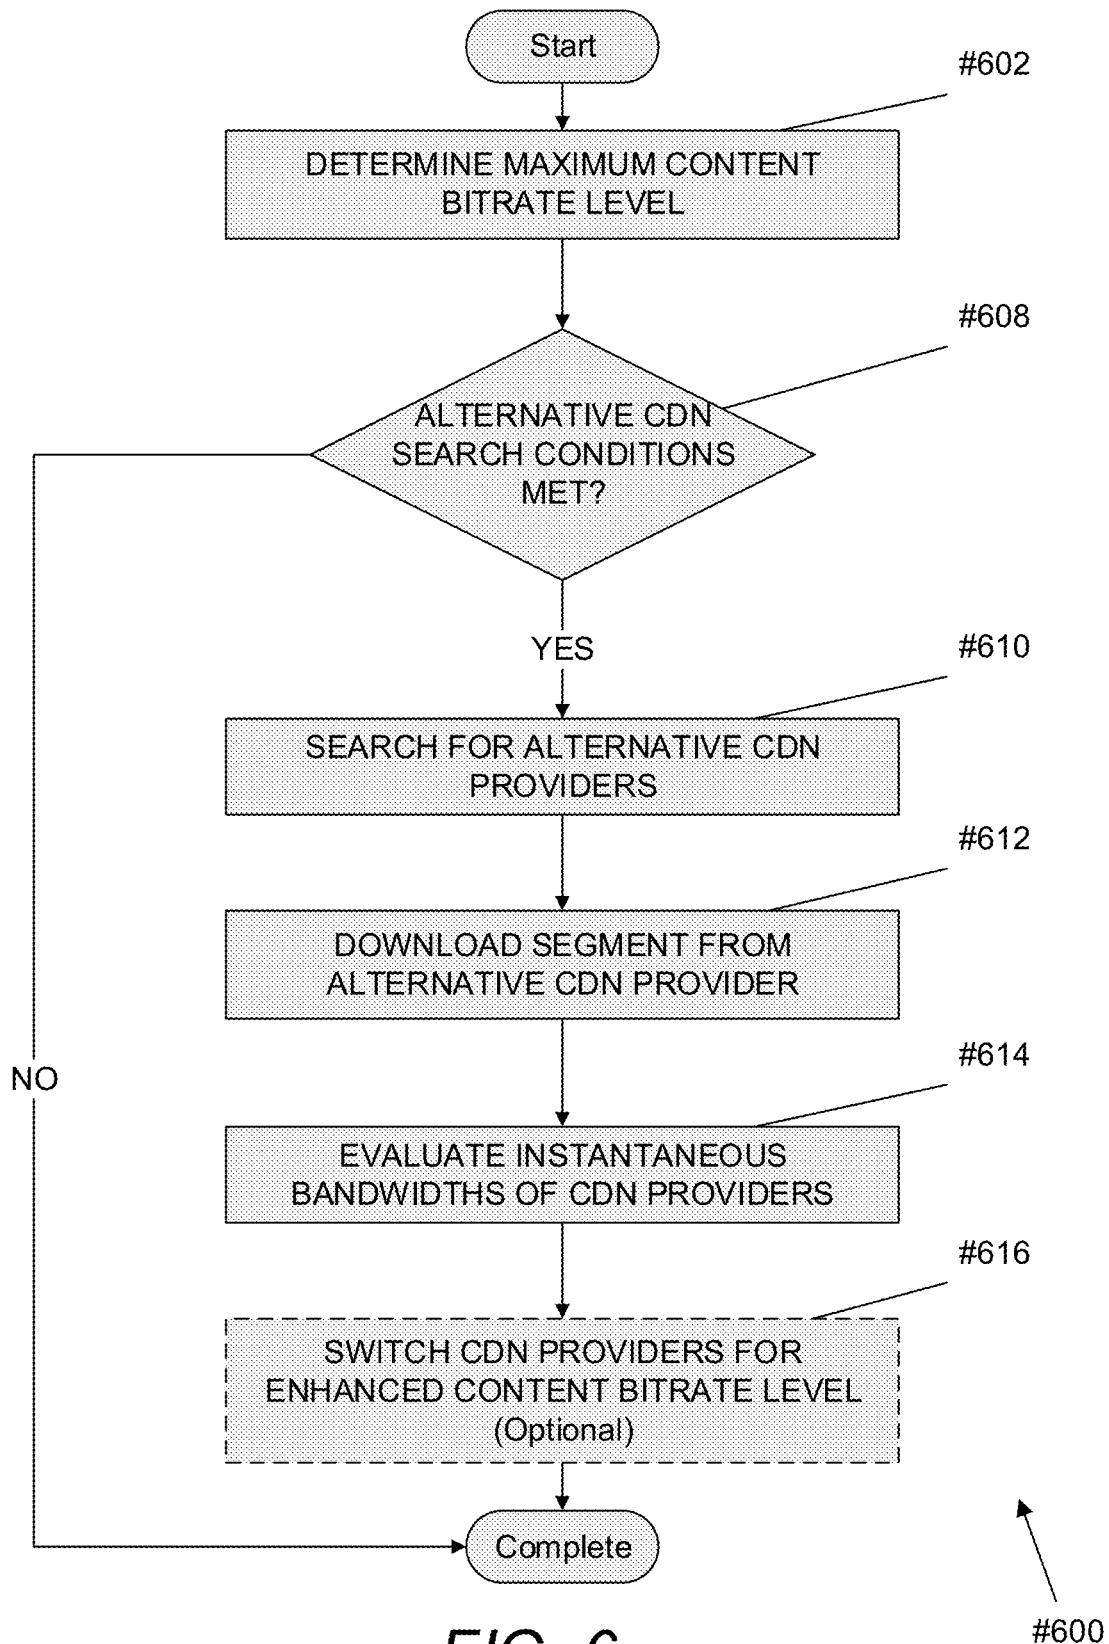 Start
#602
DETERMINE MAXIMUM CONTENT
BITRATE LEVEL
#608
ALTERNATIVE CDN
SEARCH CONDITIONS
MET?
YES
#610
SEARCH FOR ALTERNATIVE CDN
PROVIDERS
#612
DOWNLOAD SEGMENT FROM
ALTERNATIVE CDN PROVIDER
NO
#614
EVALUATE INSTANTANEOUS
BANDWIDTHS OF CDN PROVIDERS
#616
SWITCH CDN PROVIDERS FOR
ENHANCED CONTENT BITRATE LEVEL
(Optional)
Complete
#600
FIG. 6